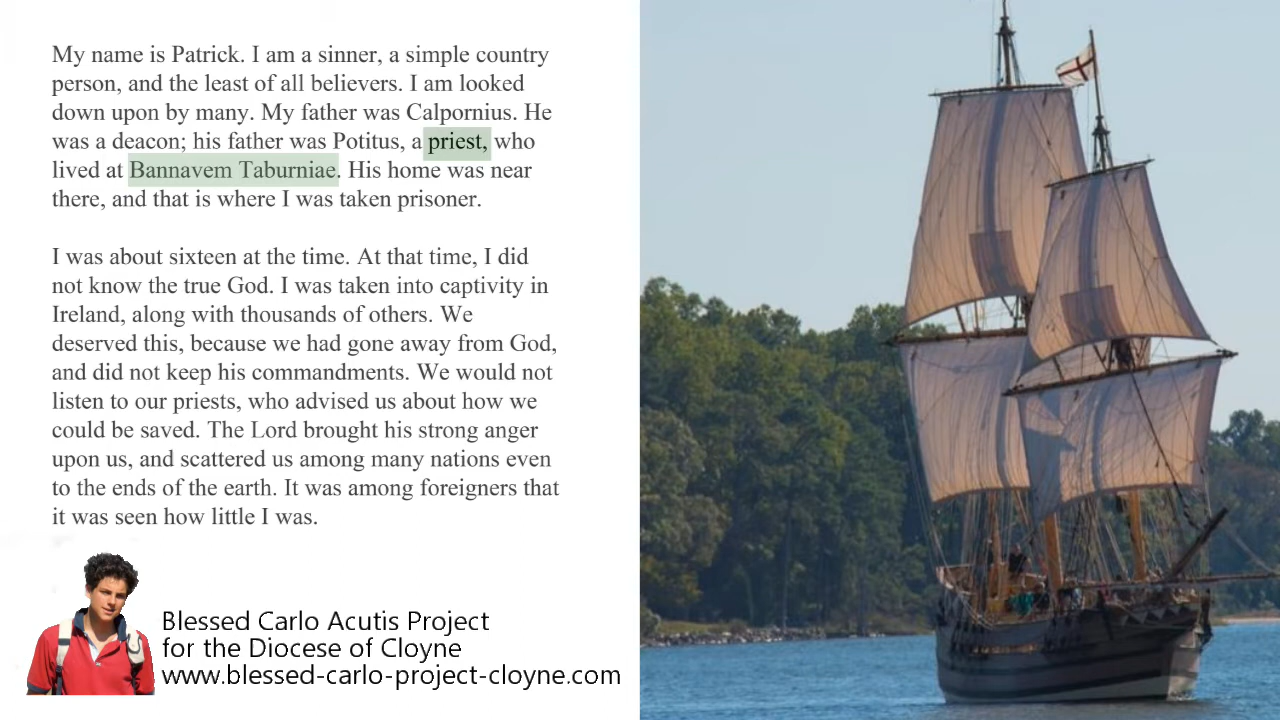 My name is Patrick. I am a sinner, a simple country
person, and the least of all believers. I am looked
down upon by many. My father was Calpornius. He
was a deacon; his father was Potitus, a priest, who
lived at Bannavem Taburniae. His home was near
there, and that is where I was taken prisoner.
I was about sixteen at the time. At that time, I did
not know the true God. I was taken into captivity in
Ireland, along with thousands of others. We
deserved this, because we had gone away from God,
and did not keep his commandments. We would not
listen to our priests, who advised us about how we
could be saved. The Lord brought his strong anger
upon us, and scattered us among many nations even
to the ends of the earth. It was among foreigners that
it was seen how little I was.
Blessed Carlo Acutis Project
for the Diocese of Cloyne
www.blessed-carlo-project-cloyne.com